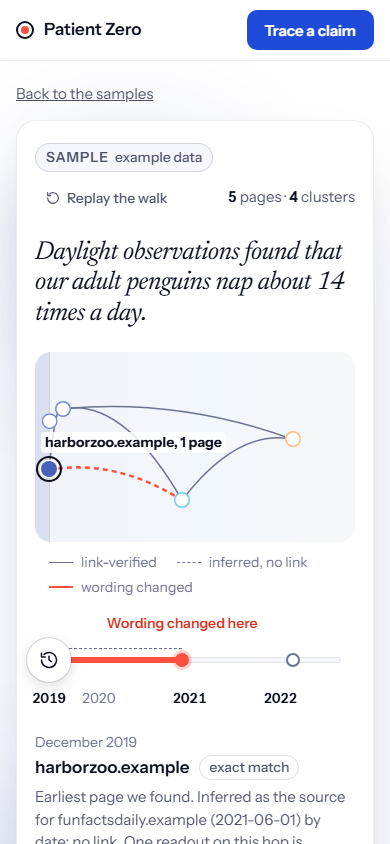 Patient Zero
Trace a claim
Back to the samples
SAMPLE example data
Replay the walk
5 pages · 4 clusters
Daylight observations found that
our adult penguins nap about 14
times a day.
harborzoo.example, 1 page
link-verified
inferred, no link
wording changed
Wording changed here
2019 2020 2021 2022
December 2019
harborzoo.example exact match
Earliest page we found. Inferred as the source
for funfactsdaily.example (2021-06-01) by
date; no link. One readout on this hop is